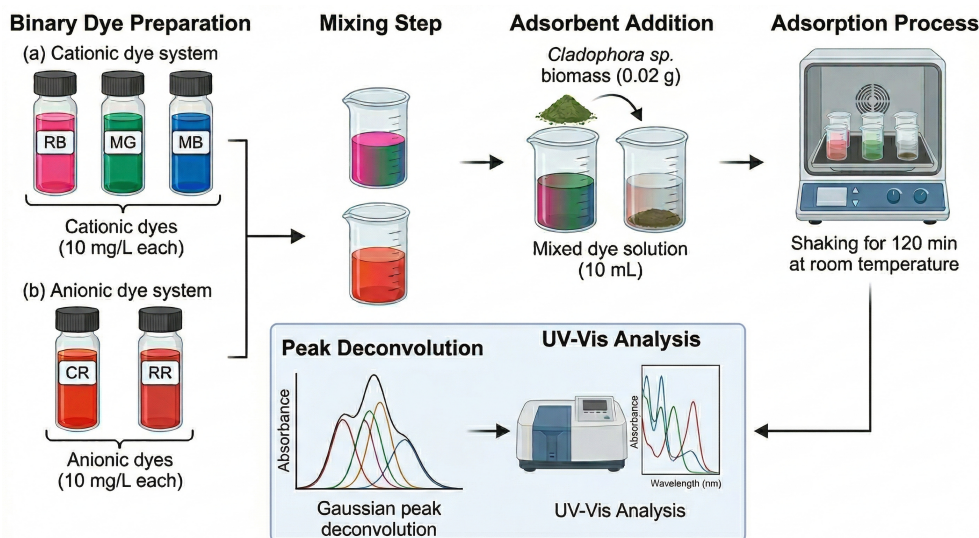 Binary Dye Preparation
(a) Cationic dye system
RB
MG
MB
Cationic dyes
(10 mg/L each)
(b) Anionic dye system
CR
RR
Anionic dyes
(10 mg/L each)
Mixing Step
Adsorbent Addition
Cladophora sp.
biomass (0.02 g)
Mixed dye solution
(10 mL)
Adsorption Process
Shaking for 120 min
at room temperature
Peak Deconvolution
Absorbance
Gaussian peak
deconvolution
UV-Vis Analysis
Absorbance
Wavelength (nm)
UV-Vis Analysis